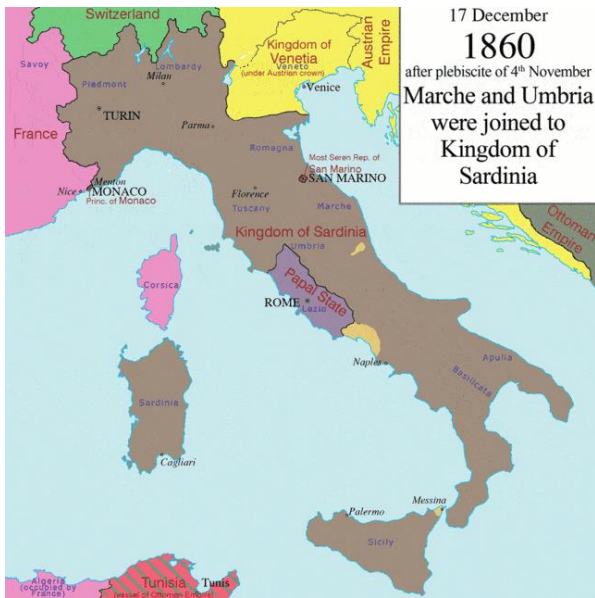 17 December
1860
after plebiscite of 4th November
Marche and Umbria
were joined to
Kingdom of
Sardinia
Switzerland
Kingdom of
Venetia
(under Austrian crown)
Veneto
Austrian
Empire
Savoy
Lombardy
Piedmont
Milan
Venice
TURIN
France
Parma
Romagna
Most Seren Rep. of
San Marino
SAN MARINO
Menton
Nice
MONACO
Princ. of Monaco
Florence
Tuscany
Marche
Kingdom of Sardinia
Umbria
Ottoman
Empire
Corsica
Papal State
ROME
Lazio
Naples
Apulia
Basilicata
Sardinia
Cagliari
Messina
Palermo
Sicily
Algeria
(occupied by
France)
Tunisia
Tunis
(vessel of Ottoman Empire)